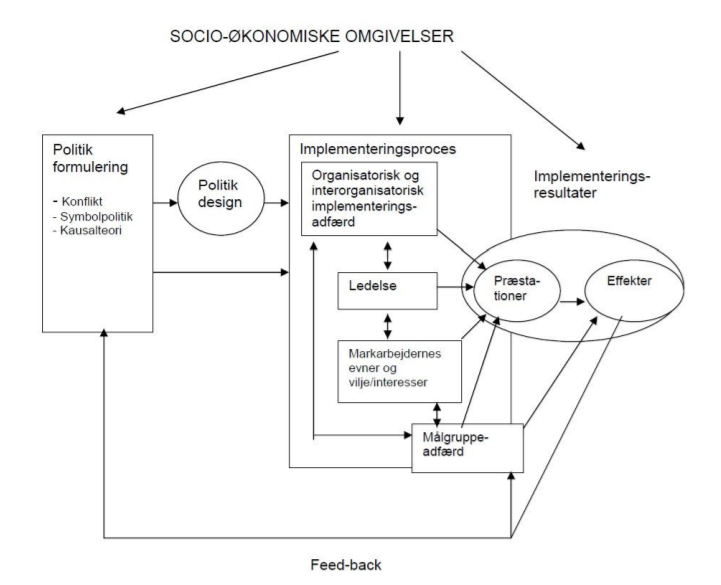 SOCIO-ØKONOMISKE OMGIVELSER
Politik
formulering
- Konflikt
- Symbolpolitik
- Kausalteori
Politik
design
Implementeringsproces
Organisatorisk og
interorganisatorisk
implementerings-
adfærd
Ledelse
Markarbejdernes
evner og
vilje/interesser
Målgruppe-
adfærd
Implementerings-
resultater
Præsta-
tioner
Effekter
Feed-back